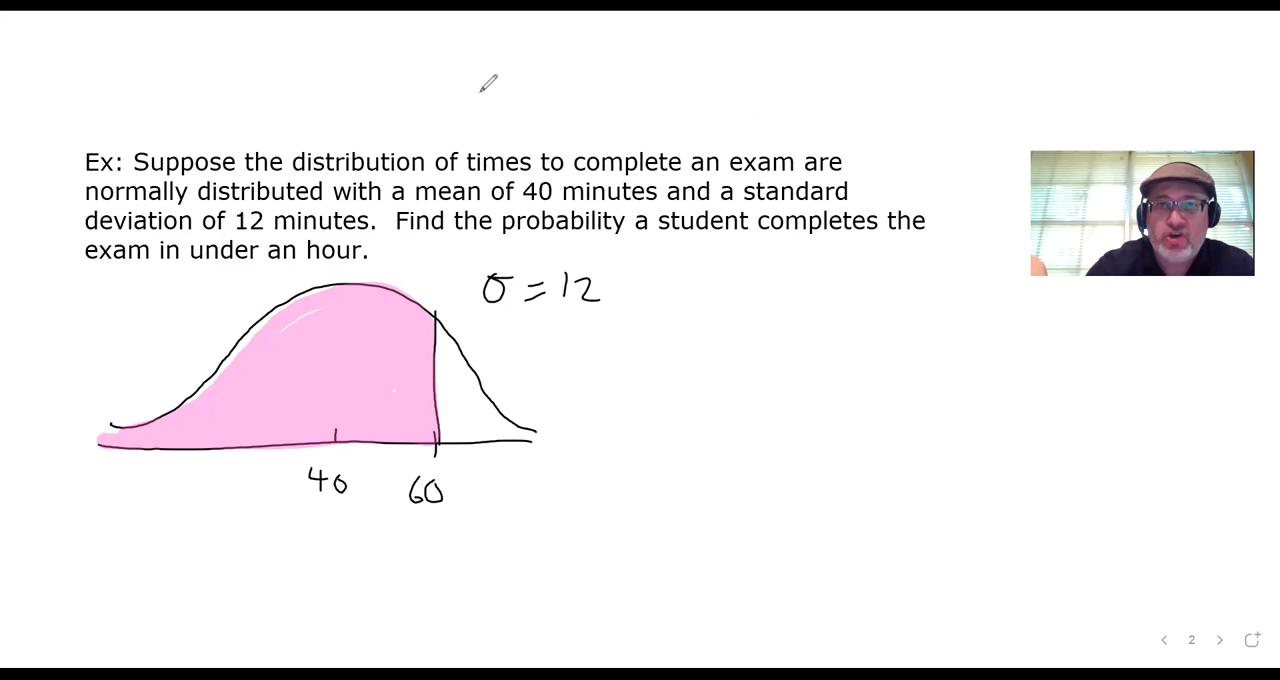 Ex: Suppose the distribution of times to complete an exam are
normally distributed with a mean of 40 minutes and a standard
deviation of 12 minutes.  Find the probability a student completes the
exam in under an hour.
σ = 12
40
60
2